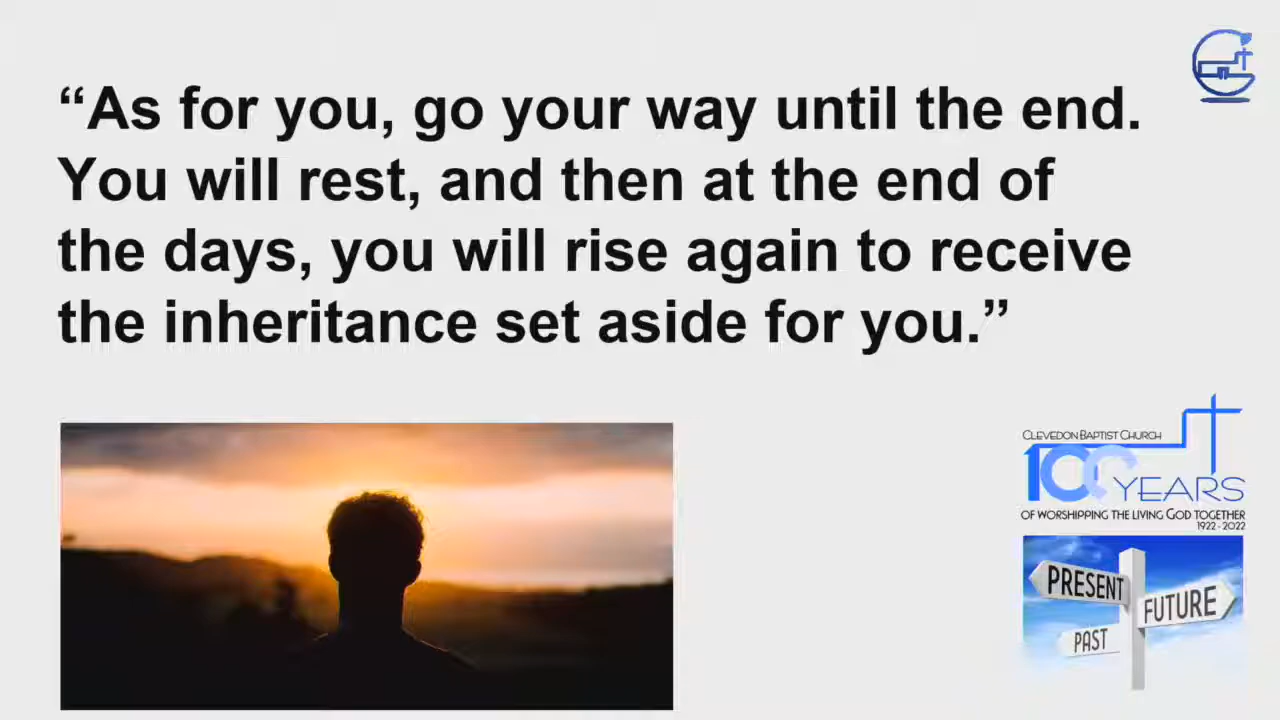 “As for you, go your way until the end.
You will rest, and then at the end of
the days, you will rise again to receive
the inheritance set aside for you.”
CLEVEDON BAPTIST CHURCH
100 YEARS
OF WORSHIPPING THE LIVING GOD TOGETHER
1922 - 2022
PRESENT
FUTURE
PAST